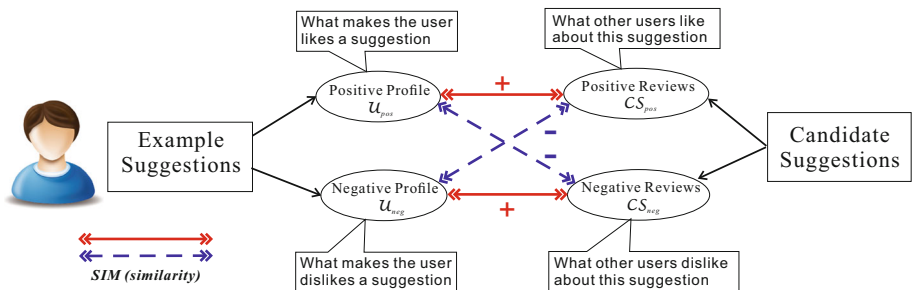 What makes the user
likes a suggestion
What other users like
about this suggestion
Positive Profile
U_pos
+
Positive Reviews
CS_pos
Example
Suggestions
-
-
Candidate
Suggestions
Negative Profile
U_neg
+
Negative Reviews
CS_neg
SIM (similarity)
What makes the user
dislikes a suggestion
What other users dislike
about this suggestion